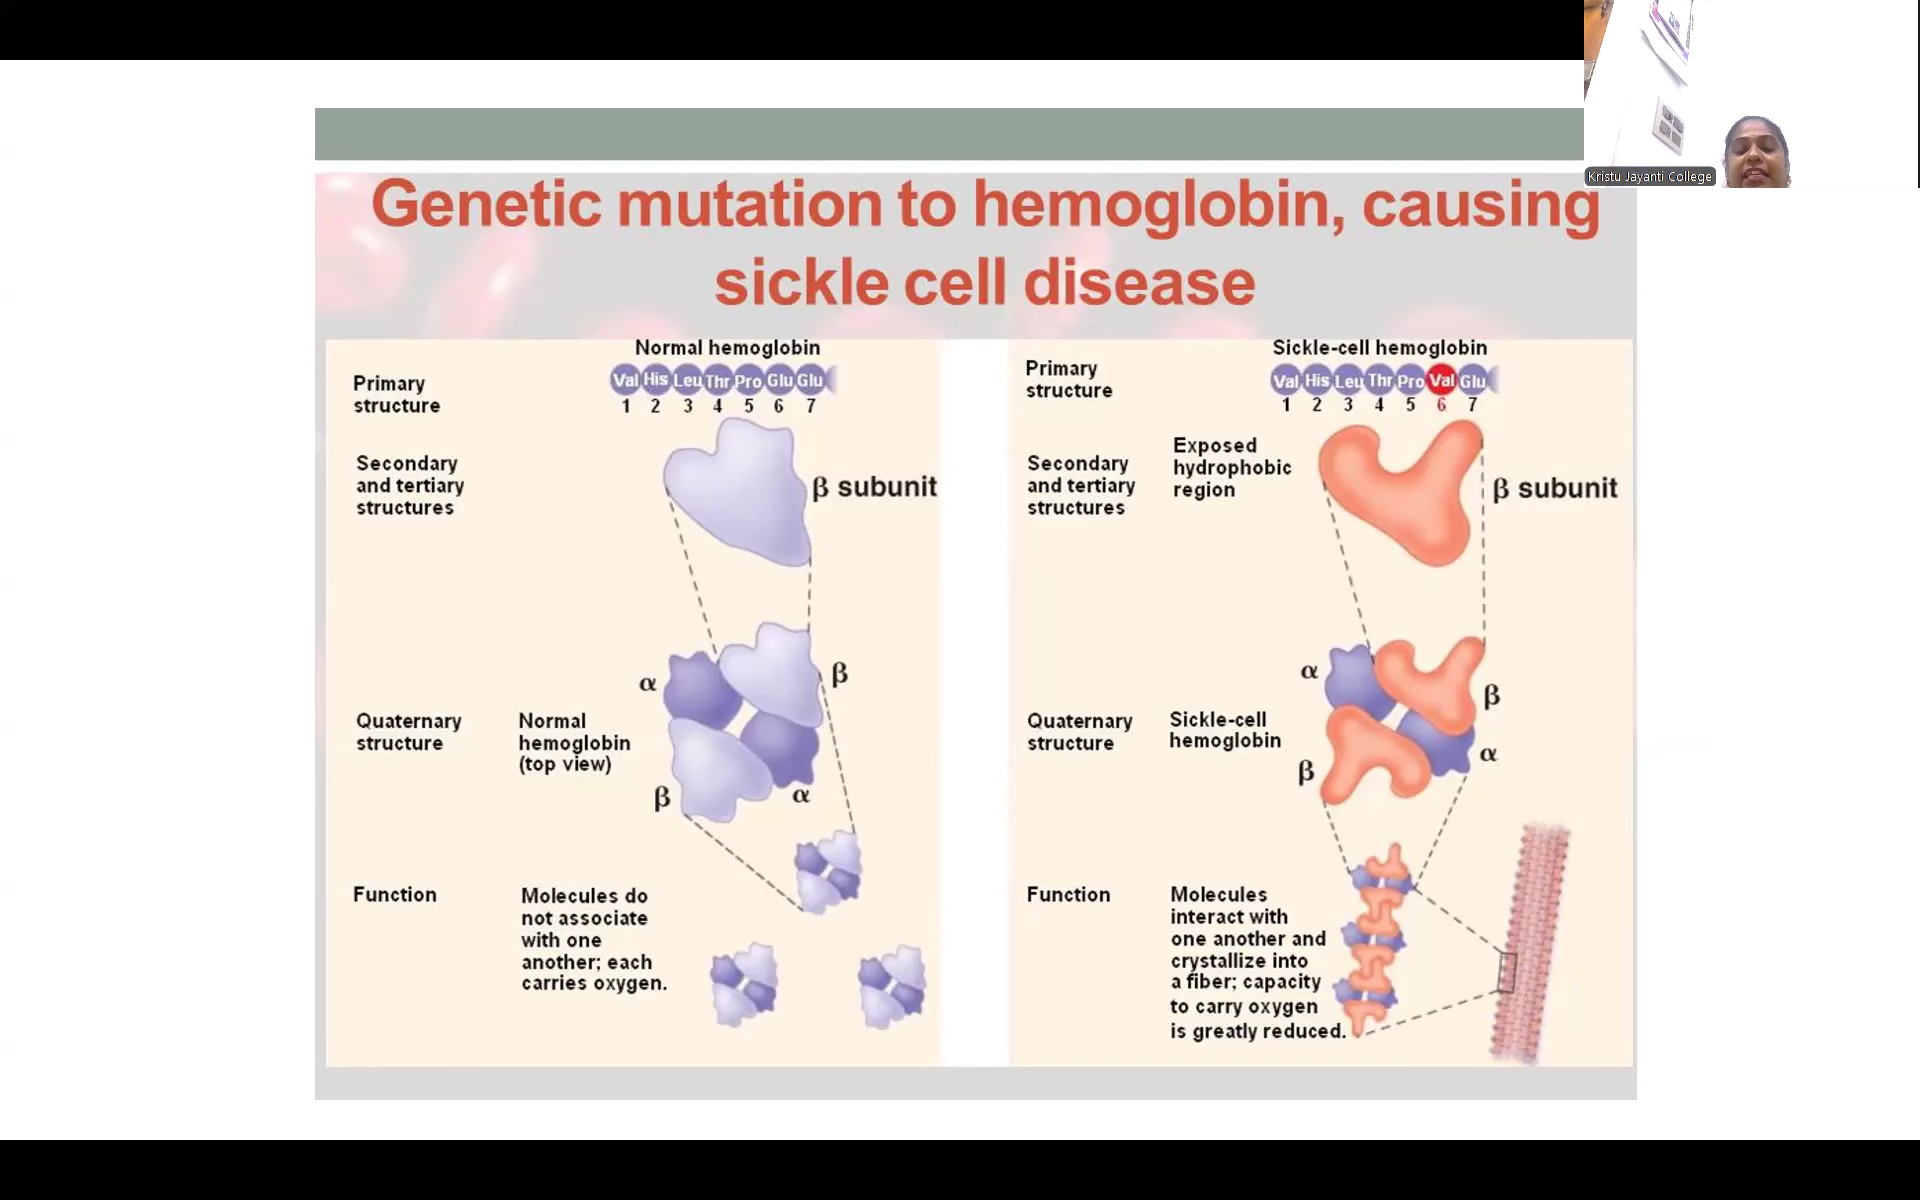 Kristu Jayanti College
Genetic mutation to hemoglobin, causing
sickle cell disease
Normal hemoglobin
Primary
structure
Val His Leu Thr Pro Glu Glu
1 2 3 4 5 6 7
Secondary
and tertiary
structures
β subunit
α
β
Quaternary
structure
Normal
hemoglobin
(top view)
β
α
Function
Molecules do
not associate
with one
another; each
carries oxygen.
Sickle-cell hemoglobin
Primary
structure
Val His Leu Thr Pro Val Glu
1 2 3 4 5 6 7
Exposed
hydrophobic
region
Secondary
and tertiary
structures
β subunit
α
β
Quaternary
structure
Sickle-cell
hemoglobin
β
α
Function
Molecules
interact with
one another and
crystallize into
a fiber; capacity
to carry oxygen
is greatly reduced.